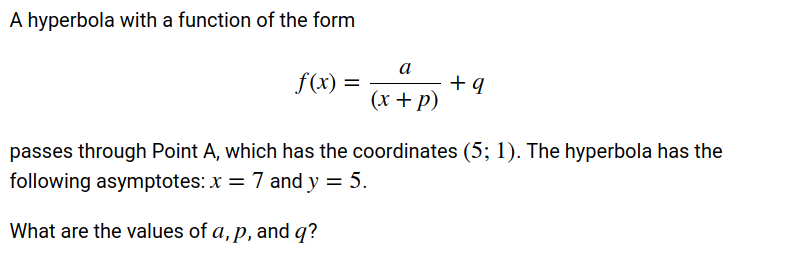 A hyperbola with a function of the form
f(x) = a/(x + p) + q
passes through Point A, which has the coordinates (5; 1). The hyperbola has the
following asymptotes: x = 7 and y = 5.
What are the values of a, p, and q?